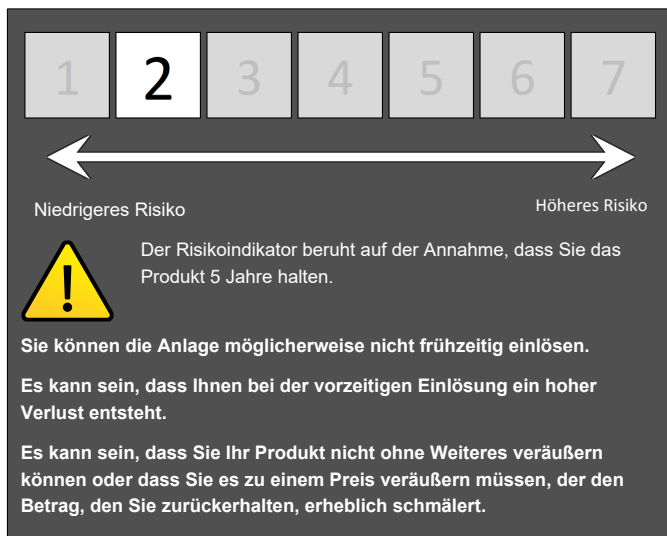 1 2 3 4 5 6 7
Niedrigeres Risiko Höheres Risiko
Der Risikoindikator beruht auf der Annahme, dass Sie das
Produkt 5 Jahre halten.
Sie können die Anlage möglicherweise nicht frühzeitig einlösen.
Es kann sein, dass Ihnen bei der vorzeitigen Einlösung ein hoher
Verlust entsteht.
Es kann sein, dass Sie Ihr Produkt nicht ohne Weiteres veräußern
können oder dass Sie es zu einem Preis veräußern müssen, der den
Betrag, den Sie zurückerhalten, erheblich schmälert.